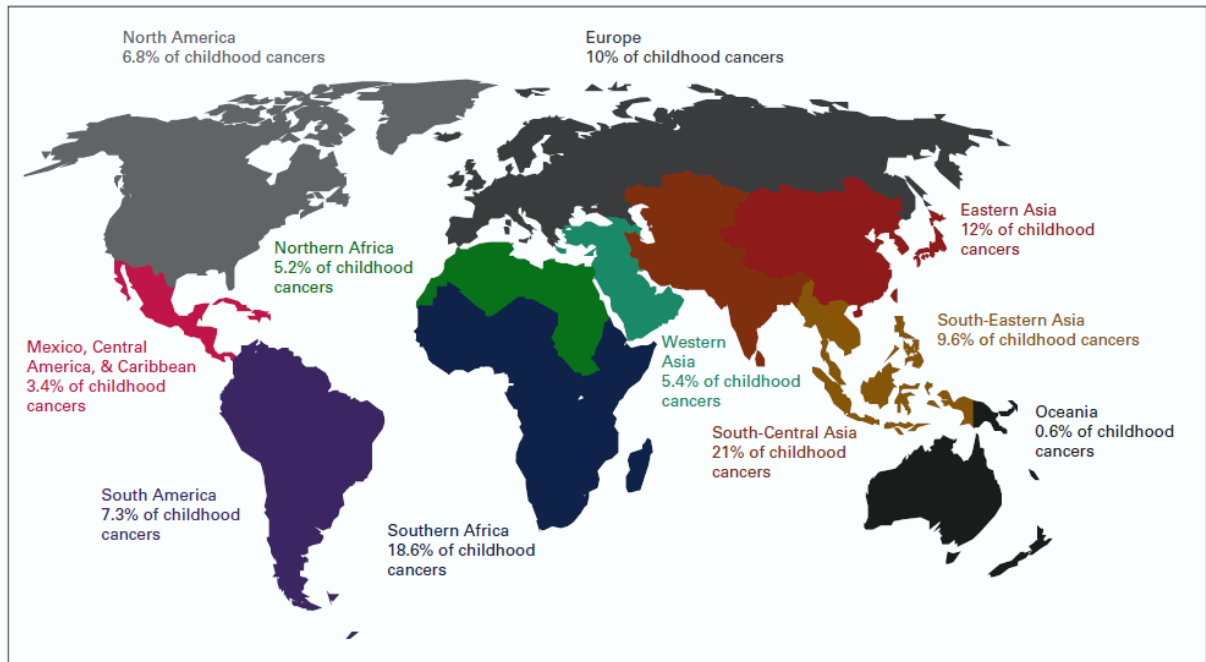 North America
6.8% of childhood cancers
Europe
10% of childhood cancers
Northern Africa
5.2% of childhood
cancers
Eastern Asia
12% of childhood
cancers
Mexico, Central
America, & Caribbean
3.4% of childhood
cancers
Western
Asia
5.4% of childhood
cancers
South-Eastern Asia
9.6% of childhood cancers
South-Central Asia
21% of childhood
cancers
Oceania
0.6% of childhood
cancers
South America
7.3% of childhood
cancers
Southern Africa
18.6% of childhood
cancers